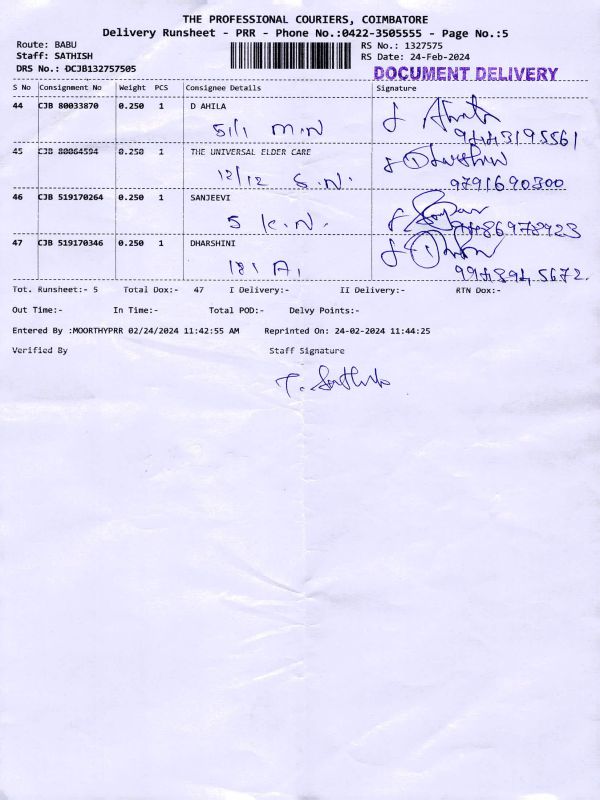 THE PROFESSIONAL COURIERS, COIMBATORE
Delivery Runsheet - PRR - Phone No.:0422-3505555 - Page No.:5
Route: BABU RS No.: 1327575
Staff: SATHISH RS Date: 24-Feb-2024
DRS No.: DCJB132757505 DOCUMENT DELIVERY
S No Consignment No Weight PCS Consignee Details Signature
44 CJB 80033870 0.250 1 D AHILA
51/1 M.N 94443195561
45 CJB 80064594 0.250 1 THE UNIVERSAL ELDER CARE
12/12 G.N. 9791690300
46 CJB 519170264 0.250 1 SANJEEVI
5 K.N. 9486978923
47 CJB 519170346 0.250 1 DHARSHINI
18/1 A/
Tot. Runsheet:- 5 Total Dox:- 47 I Delivery:- II Delivery:- RTN Dox:-
Out Time:- In Time:- Total POD:- Delvy Points:-
Entered By :MOORTHYPRR 02/24/2024 11:42:55 AM Reprinted On: 24-02-2024 11:44:25
Verified By Staff Signature
T. Sathish